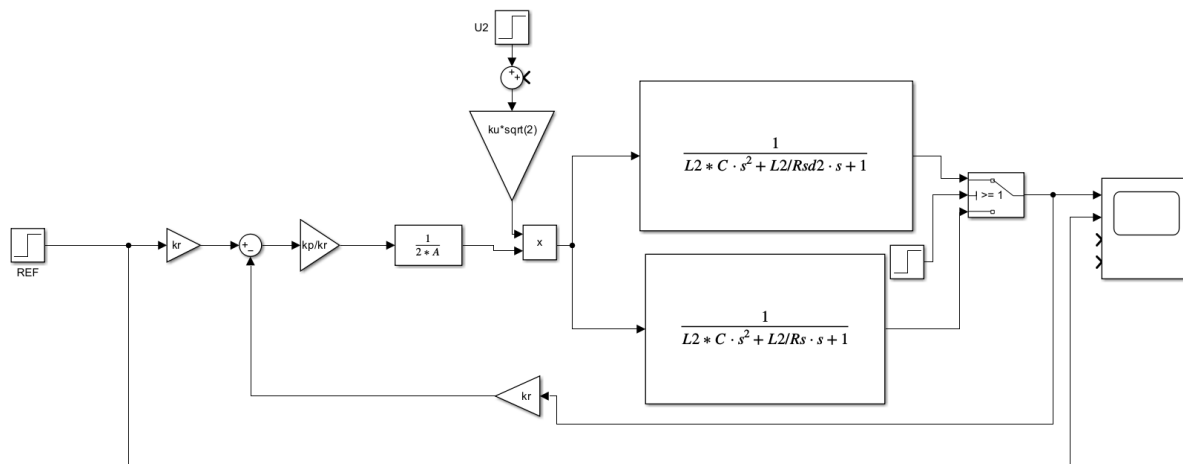 U2
+
+
ku*sqrt(2)
1
L2 ∗ C · s² + L2/Rsd2 · s + 1
>= 1
REF
kr
+
−
kp/kr
1
2 ∗ A
x
1
L2 ∗ C · s² + L2/Rs · s + 1
kr